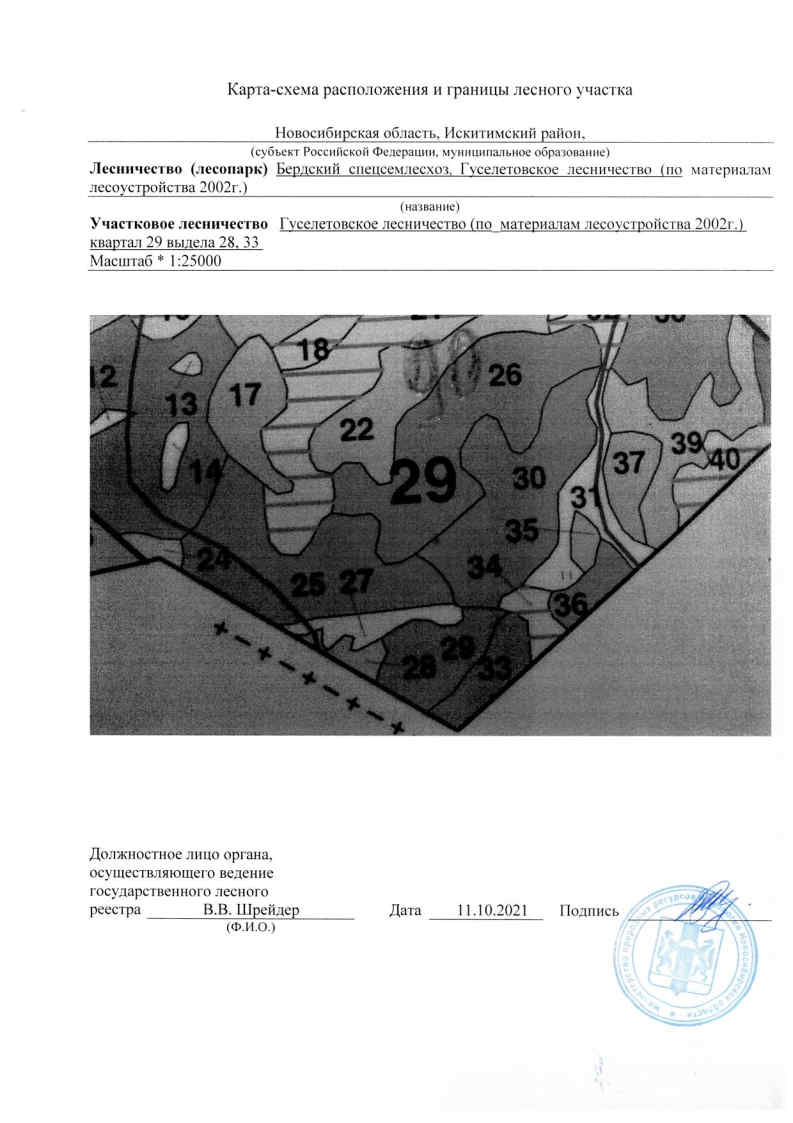 Карта-схема расположения и границы лесного участка
Новосибирская область, Искитимский район,
(субъект Российской Федерации, муниципальное образование)
Лесничество (лесопарк) Бердский спецсемлесхоз, Гуселетовское лесничество (по материалам
лесоустройства 2002г.)
(название)
Участковое лесничество Гуселетовское лесничество (по материалам лесоустройства 2002г.)
квартал 29 выдела 28, 33
Масштаб * 1:25000
18
12
17
26
13
22
39
37
40
14
29
30
31
35
24
34
25
27
11
36
29
28
33
Должностное лицо органа,
осуществляющего ведение
государственного лесного
реестра В.В. Шрейдер Дата 11.10.2021 Подпись
(Ф.И.О.)